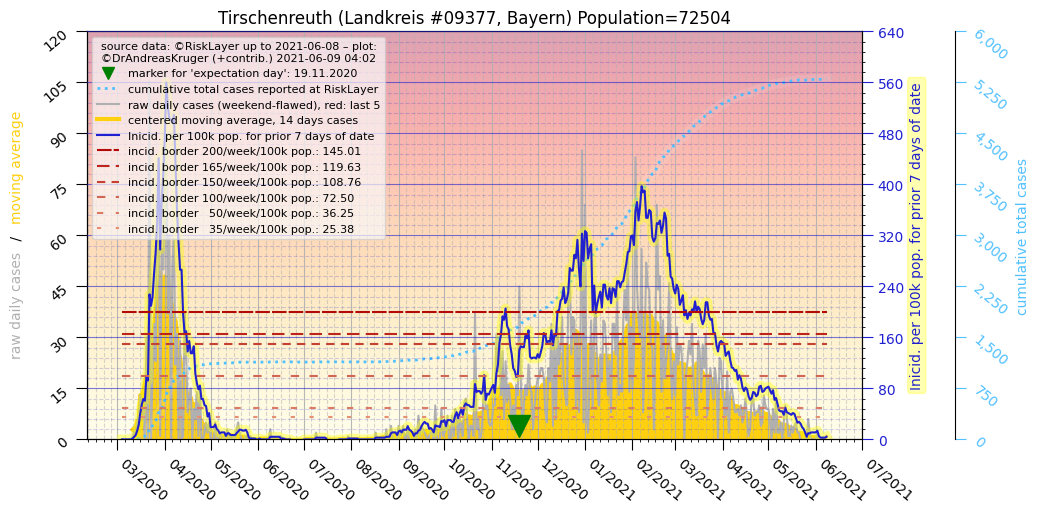 Tirschenreuth (Landkreis #09377, Bayern) Population=72504
source data: ©RiskLayer up to 2021-06-08 – plot:
©DrAndreasKruger (+contrib.) 2021-06-09 04:02
marker for 'expectation day': 19.11.2020
cumulative total cases reported at RiskLayer
raw daily cases (weekend-flawed), red: last 5
centered moving average, 14 days cases
Inicid. per 100k pop. for prior 7 days of date
incid. border 200/week/100k pop.: 145.01
incid. border 165/week/100k pop.: 119.63
incid. border 150/week/100k pop.: 108.76
incid. border 100/week/100k pop.: 72.50
incid. border   50/week/100k pop.: 36.25
incid. border   35/week/100k pop.: 25.38
raw daily cases / moving average
120
105
90
75
60
45
30
15
0
640
560
480
400
320
240
160
80
0
Inicid. per 100k pop. for prior 7 days of date
6,000
5,250
4,500
3,750
3,000
2,250
1,500
750
0
cumulative total cases
03/2020
04/2020
05/2020
06/2020
07/2020
08/2020
09/2020
10/2020
11/2020
12/2020
01/2021
02/2021
03/2021
04/2021
05/2021
06/2021
07/2021